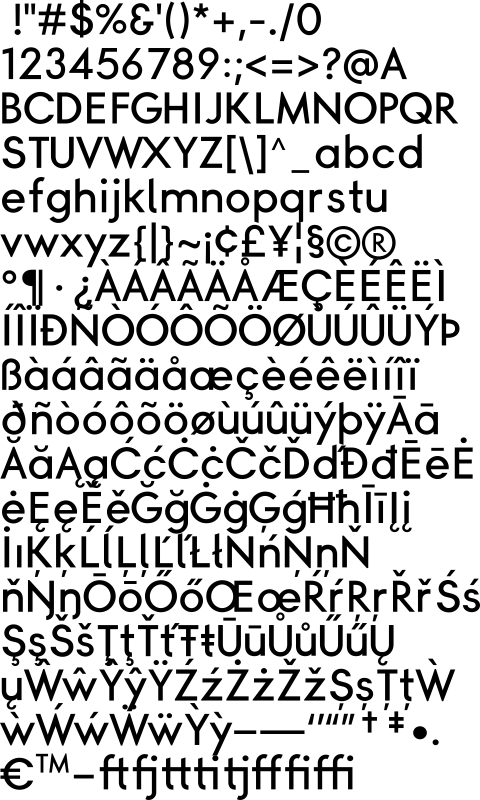 !"#$%&'()*+,-./0
123456789:;<=>?@A
BCDEFGHIJKLMNOPQR
STUVWXYZ[\]^_abcd
efghijklmnopqrstu
vwxyz{|}~¡¢£¥¦§©®
°¶·¿ÀÁÂÃÄÅÆÇÈÉÊËÌ
ÍÎÏÐÑÒÓÔÕÖØÙÚÛÜÝÞ
ßàáâãäåæçèéêëìíîï
ðñòóôõöøùúûüýþÿĀā
ĂăĄąĆćĊċČčĎďĐđĒēĖ
ėĘęĚěĞğĠġĢģĦħĪīĮį
İıĶķĹĺĻļĽľŁłŃńŅņŇ
ňŊŋŌōŐőŒœŔŕŖŗŘřŚś
ŞşŠšŢţŤťŦŧŪūŮůŰűŲ
ųŴŵŶŷŸŹźŻżŽžȘșȚțẀ
ẁẂẃẄẅỲỳ–—‘’“”†‡•.
€™−ftfjtttitjfffiffi